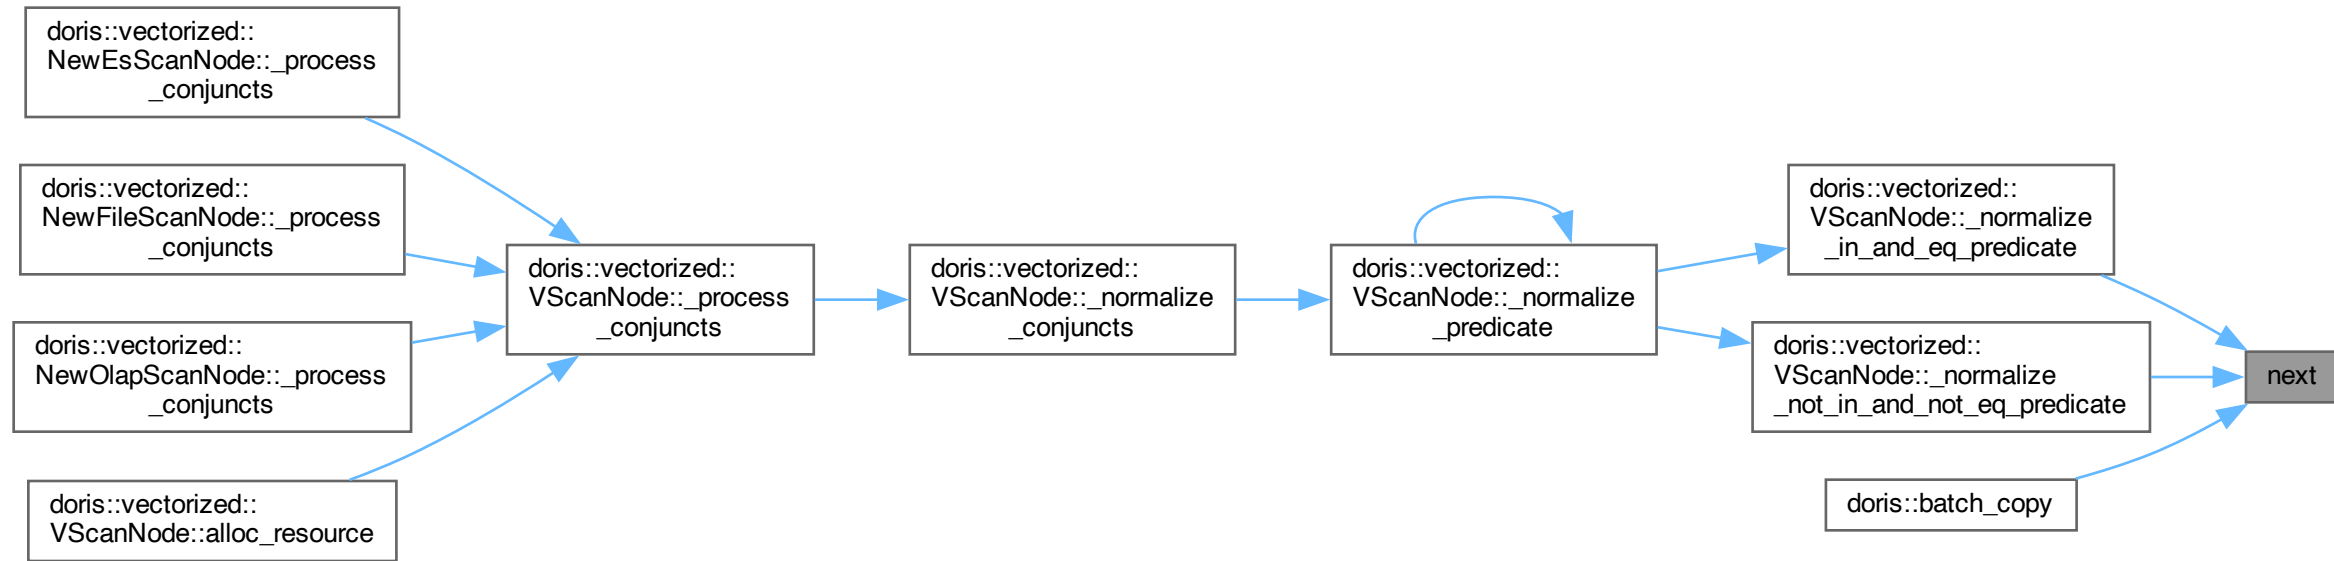 doris::vectorized::
NewEsScanNode::_process
_conjuncts
doris::vectorized::
NewFileScanNode::_process
_conjuncts
doris::vectorized::
NewOlapScanNode::_process
_conjuncts
doris::vectorized::
VScanNode::alloc_resource
doris::vectorized::
VScanNode::_process
_conjuncts
doris::vectorized::
VScanNode::_normalize
_conjuncts
doris::vectorized::
VScanNode::_normalize
_predicate
doris::vectorized::
VScanNode::_normalize
_in_and_eq_predicate
doris::vectorized::
VScanNode::_normalize
_not_in_and_not_eq_predicate
doris::batch_copy
next